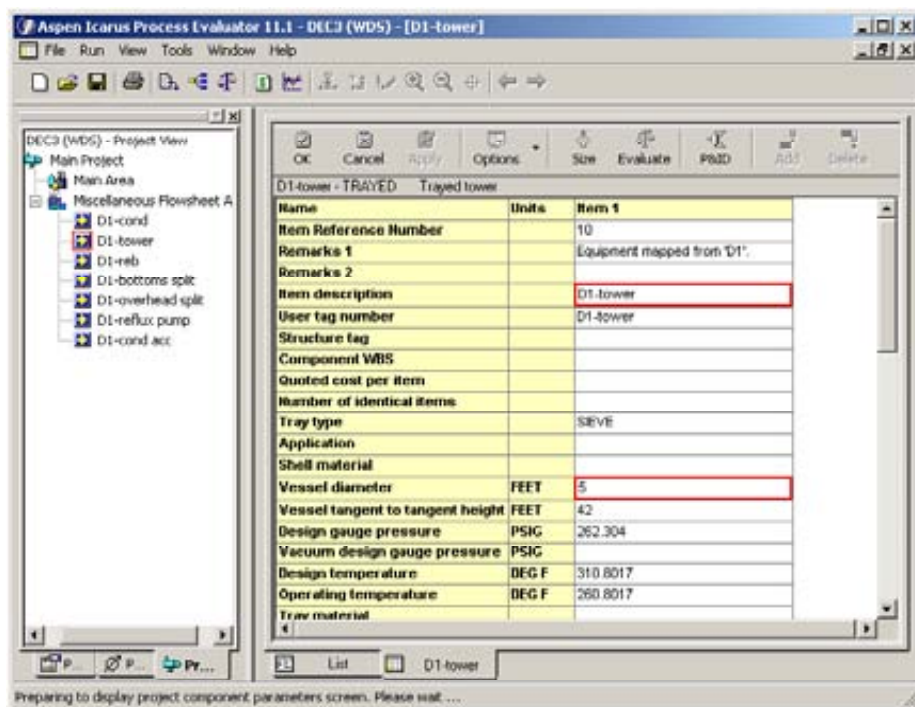 Aspen Icarus Process Evaluator 11.1 - DEC3 (WDS) - [D1-tower]
File Run View Tools Window Help
DEC3 (WDS) - Project View
Main Project
Main Area
Miscellaneous Flowsheet A
D1-cond
D1-tower
D1-reb
D1-bottoms split
D1-overhead split
D1-reflux pump
D1-cond acc
OK Cancel Apply Options Size Evaluate P&ID Add Delete
D1-tower - TRAYED Trayed tower
Name Units Item 1
Item Reference Number 10
Remarks 1 Equipment mapped from "D1".
Remarks 2
Item description D1-tower
User tag number D1-tower
Structure tag
Component WBS
Quoted cost per item
Number of identical items
Tray type SIEVE
Application
Shell material
Vessel diameter FEET 5
Vessel tangent to tangent height FEET 42
Design gauge pressure PSIG 262.304
Vacuum design gauge pressure PSIG
Design temperature DEG F 310.8017
Operating temperature DEG F 260.8017
Tray material
P... P... Pr...
List D1-tower
Preparing to display project component parameters screen. Please wait ...